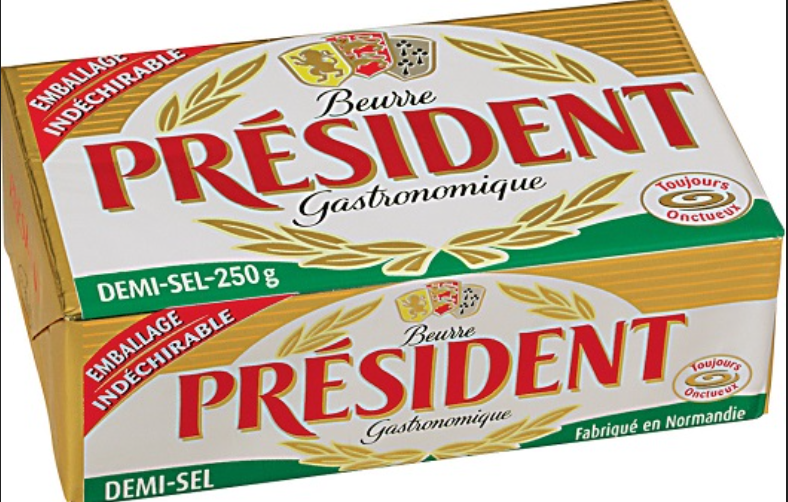 EMBALLAGE
INDÉCHIRABLE
Beurre
PRÉSIDENT
Gastronomique
Toujours
Onctueux
DEMI-SEL-250g
EMBALLAGE
INDÉCHIRABLE
Beurre
PRÉSIDENT
Gastronomique
Toujours
Onctueux
Fabriqué en Normandie
DEMI-SEL